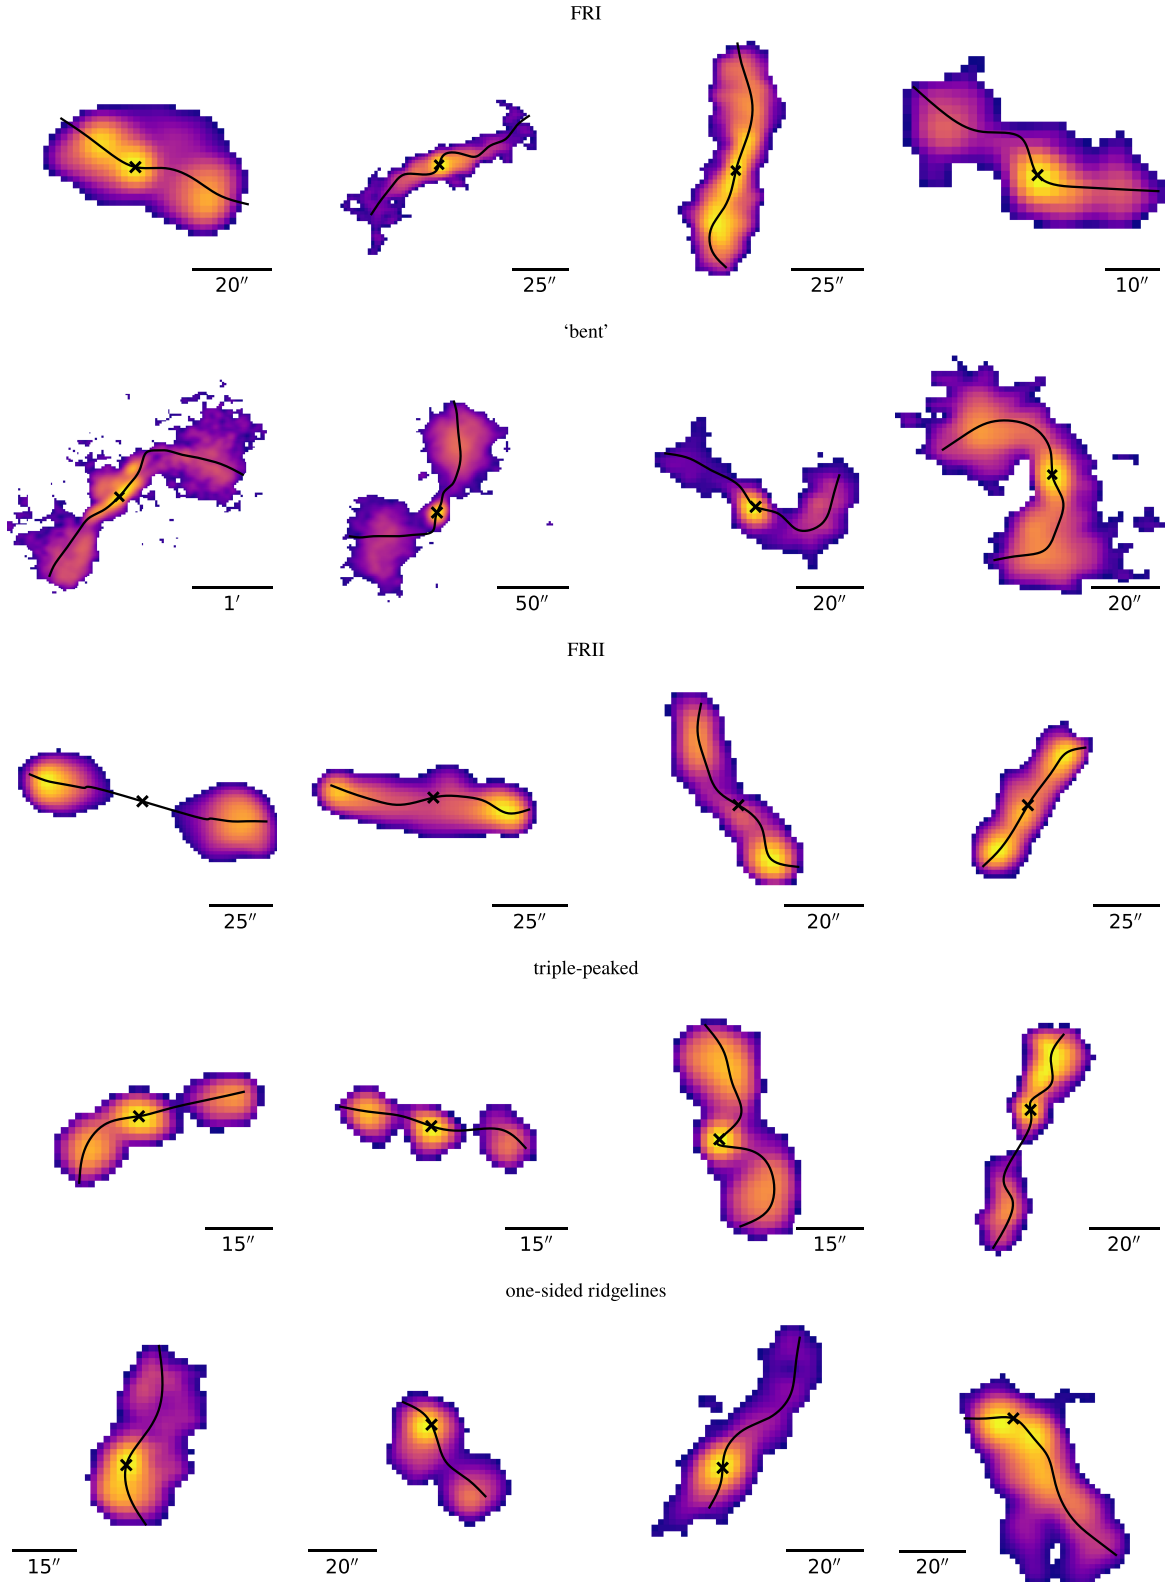 FRI
20″ 25″ 25″ 10″
‘bent’
1′ 50″ 20″ 20″
FRII
25″ 25″ 20″ 25″
triple-peaked
15″ 15″ 15″ 20″
one-sided ridgelines
15″ 20″ 20″ 20″